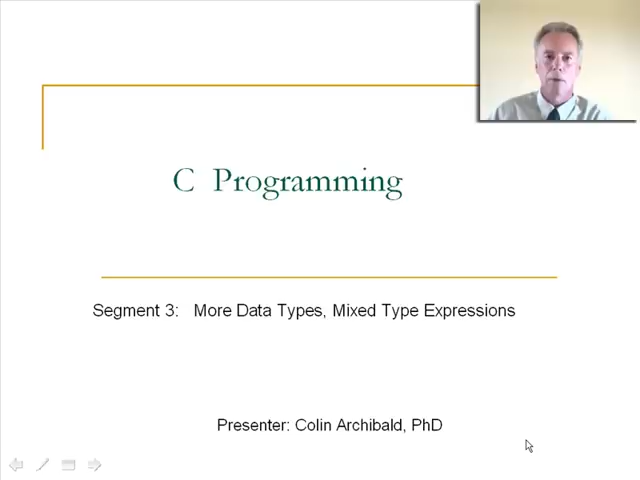 C Programming
Segment 3: More Data Types, Mixed Type Expressions
Presenter: Colin Archibald, PhD